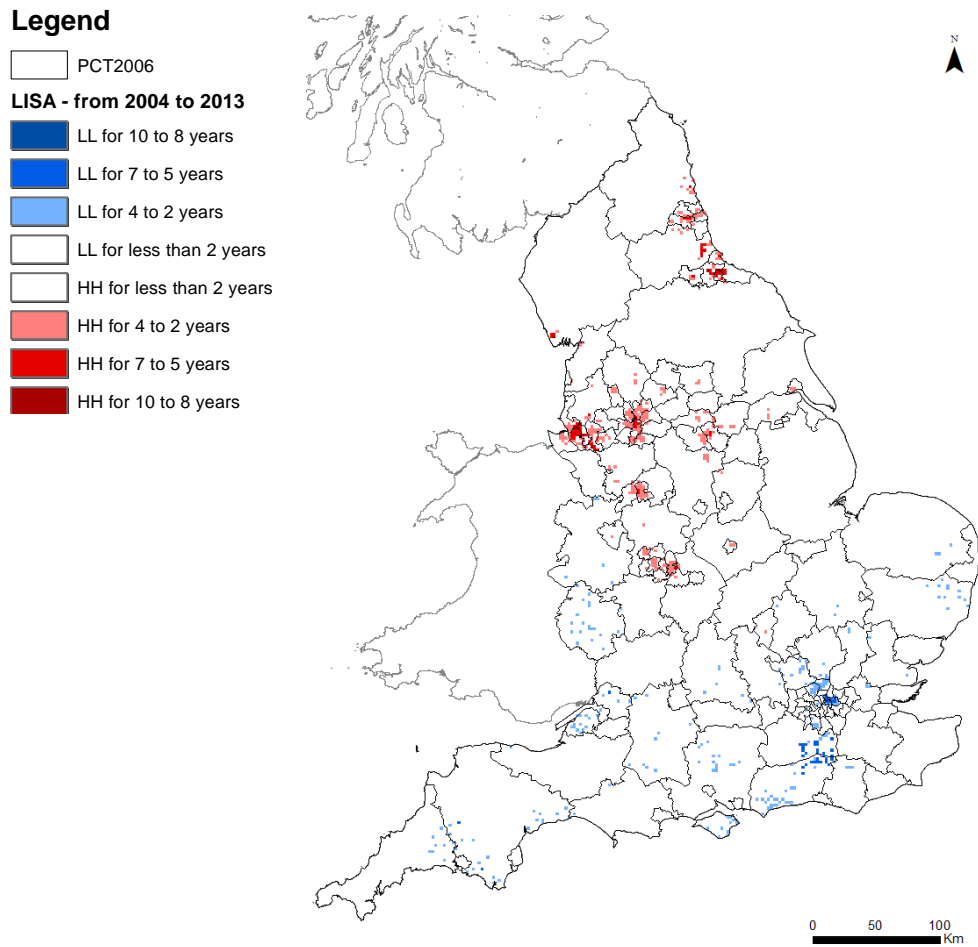 Legend
PCT2006
LISA - from 2004 to 2013
LL for 10 to 8 years
LL for 7 to 5 years
LL for 4 to 2 years
LL for less than 2 years
HH for less than 2 years
HH for 4 to 2 years
HH for 7 to 5 years
HH for 10 to 8 years
N
0 50 100
Km